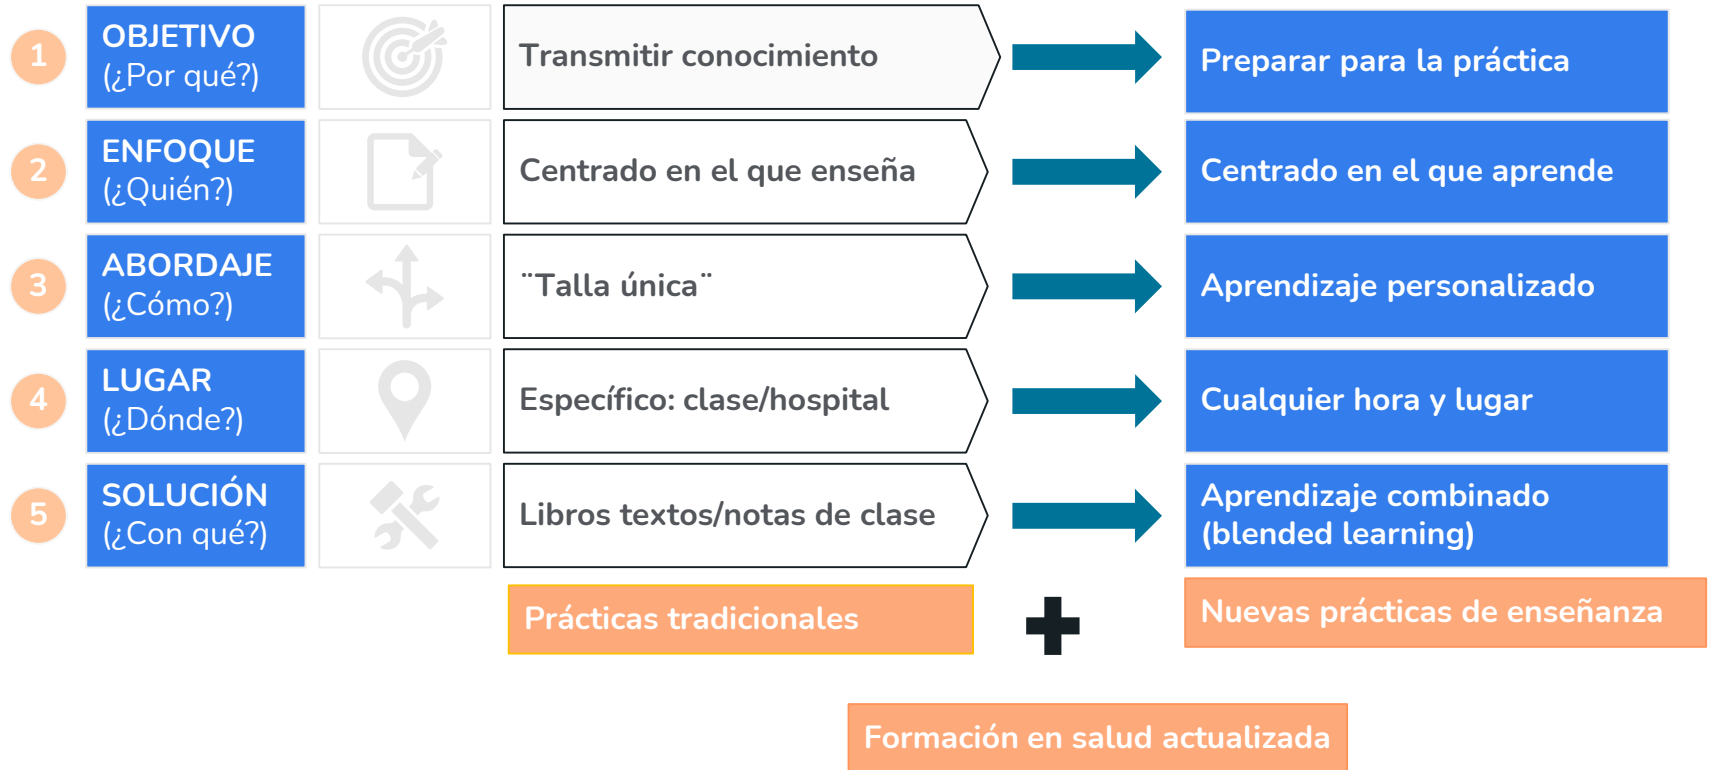 1
OBJETIVO
(¿Por qué?)
Transmitir conocimiento
Preparar para la práctica
2
ENFOQUE
(¿Quién?)
Centrado en el que enseña
Centrado en el que aprende
3
ABORDAJE
(¿Cómo?)
¨Talla única¨
Aprendizaje personalizado
4
LUGAR
(¿Dónde?)
Específico: clase/hospital
Cualquier hora y lugar
5
SOLUCIÓN
(¿Con qué?)
Libros textos/notas de clase
Aprendizaje combinado
(blended learning)
Prácticas tradicionales
Nuevas prácticas de enseñanza
Formación en salud actualizada